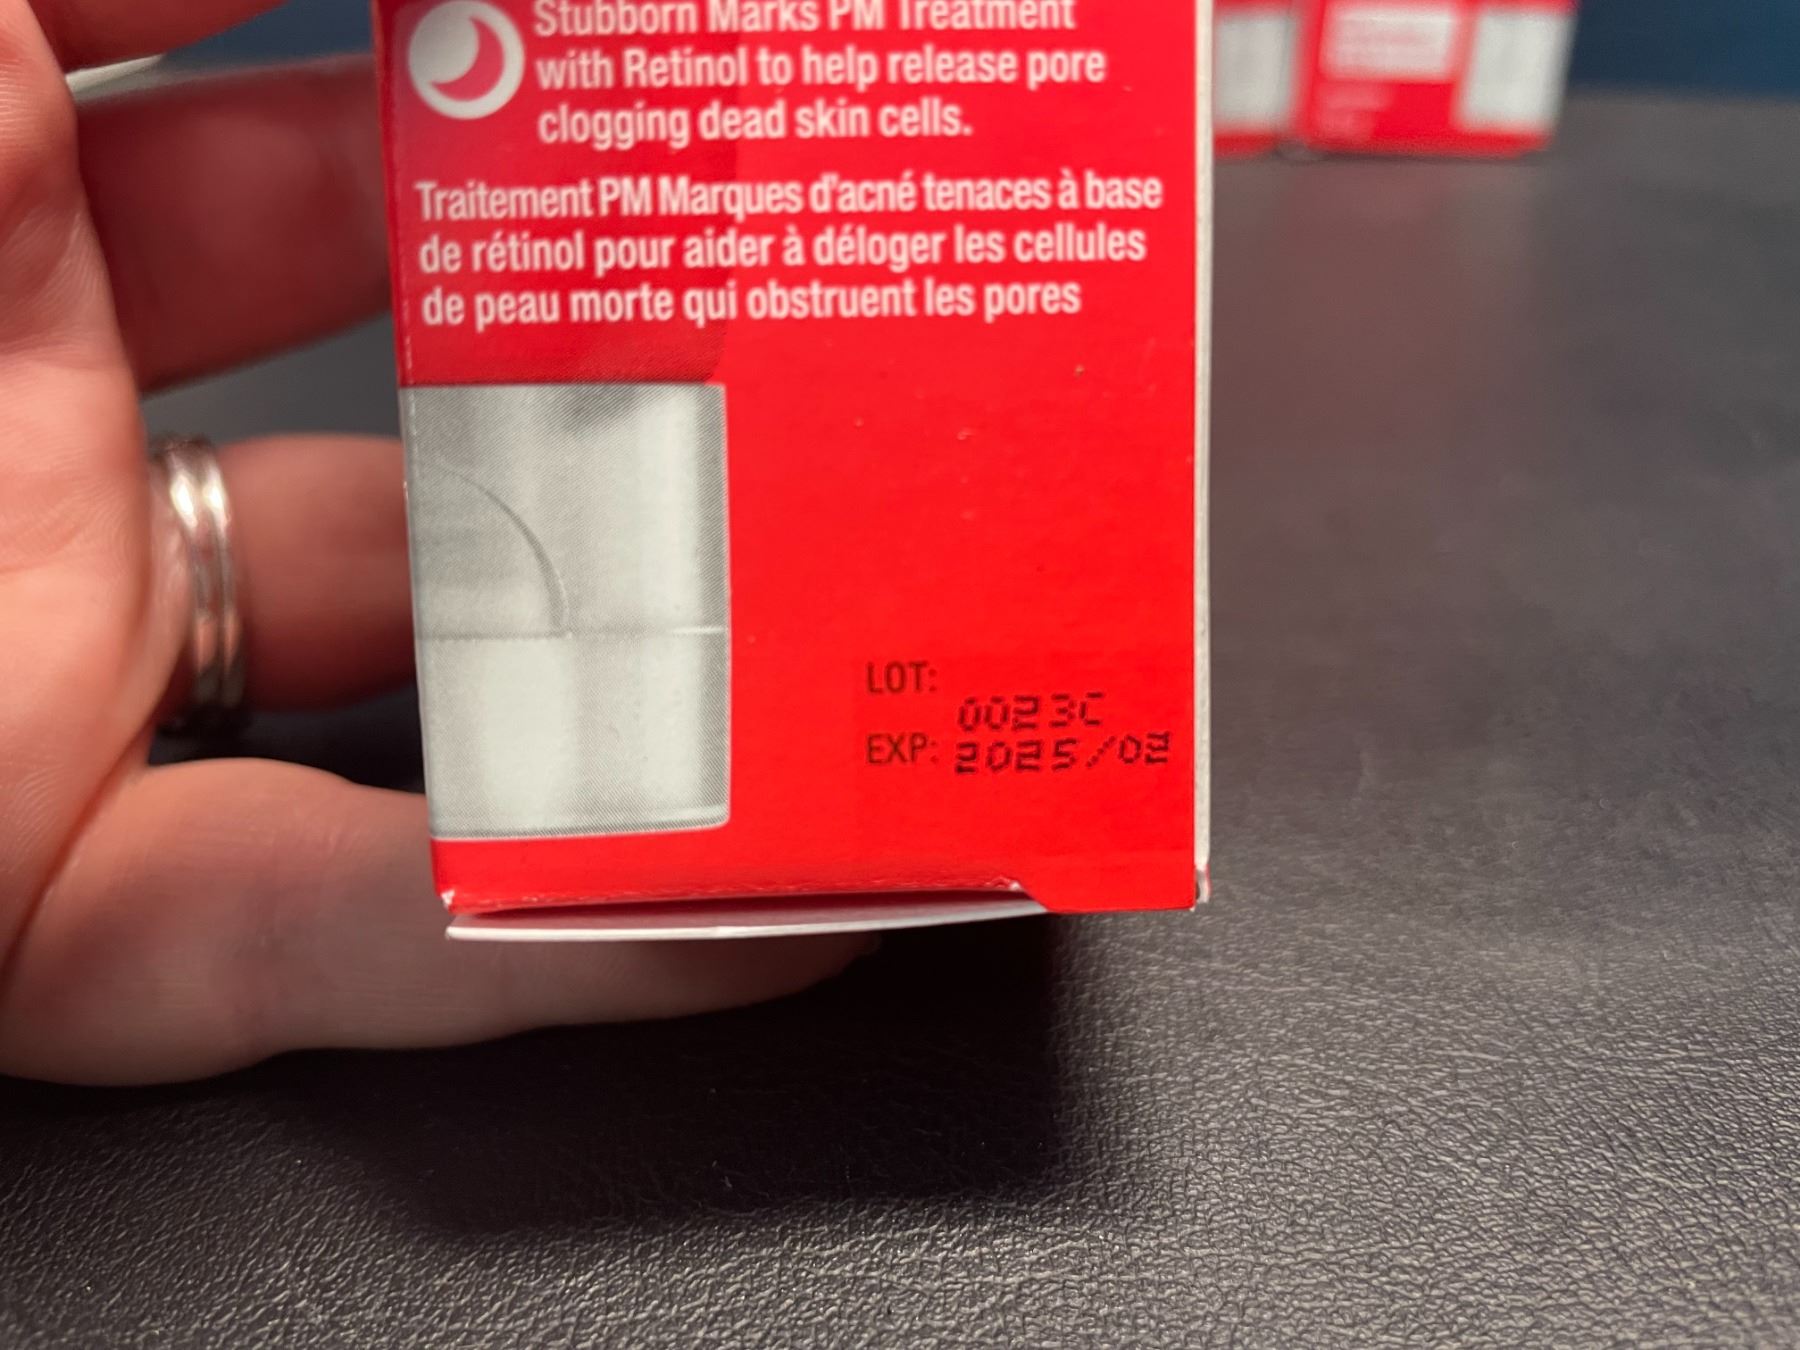 Stubborn Marks PM Treatment
with Retinol to help release pore
clogging dead skin cells.
Traitement PM Marques d'acné tenaces à base
de rétinol pour aider à déloger les cellules
de peau morte qui obstruent les pores
LOT:
0023C
EXP: 2025/02